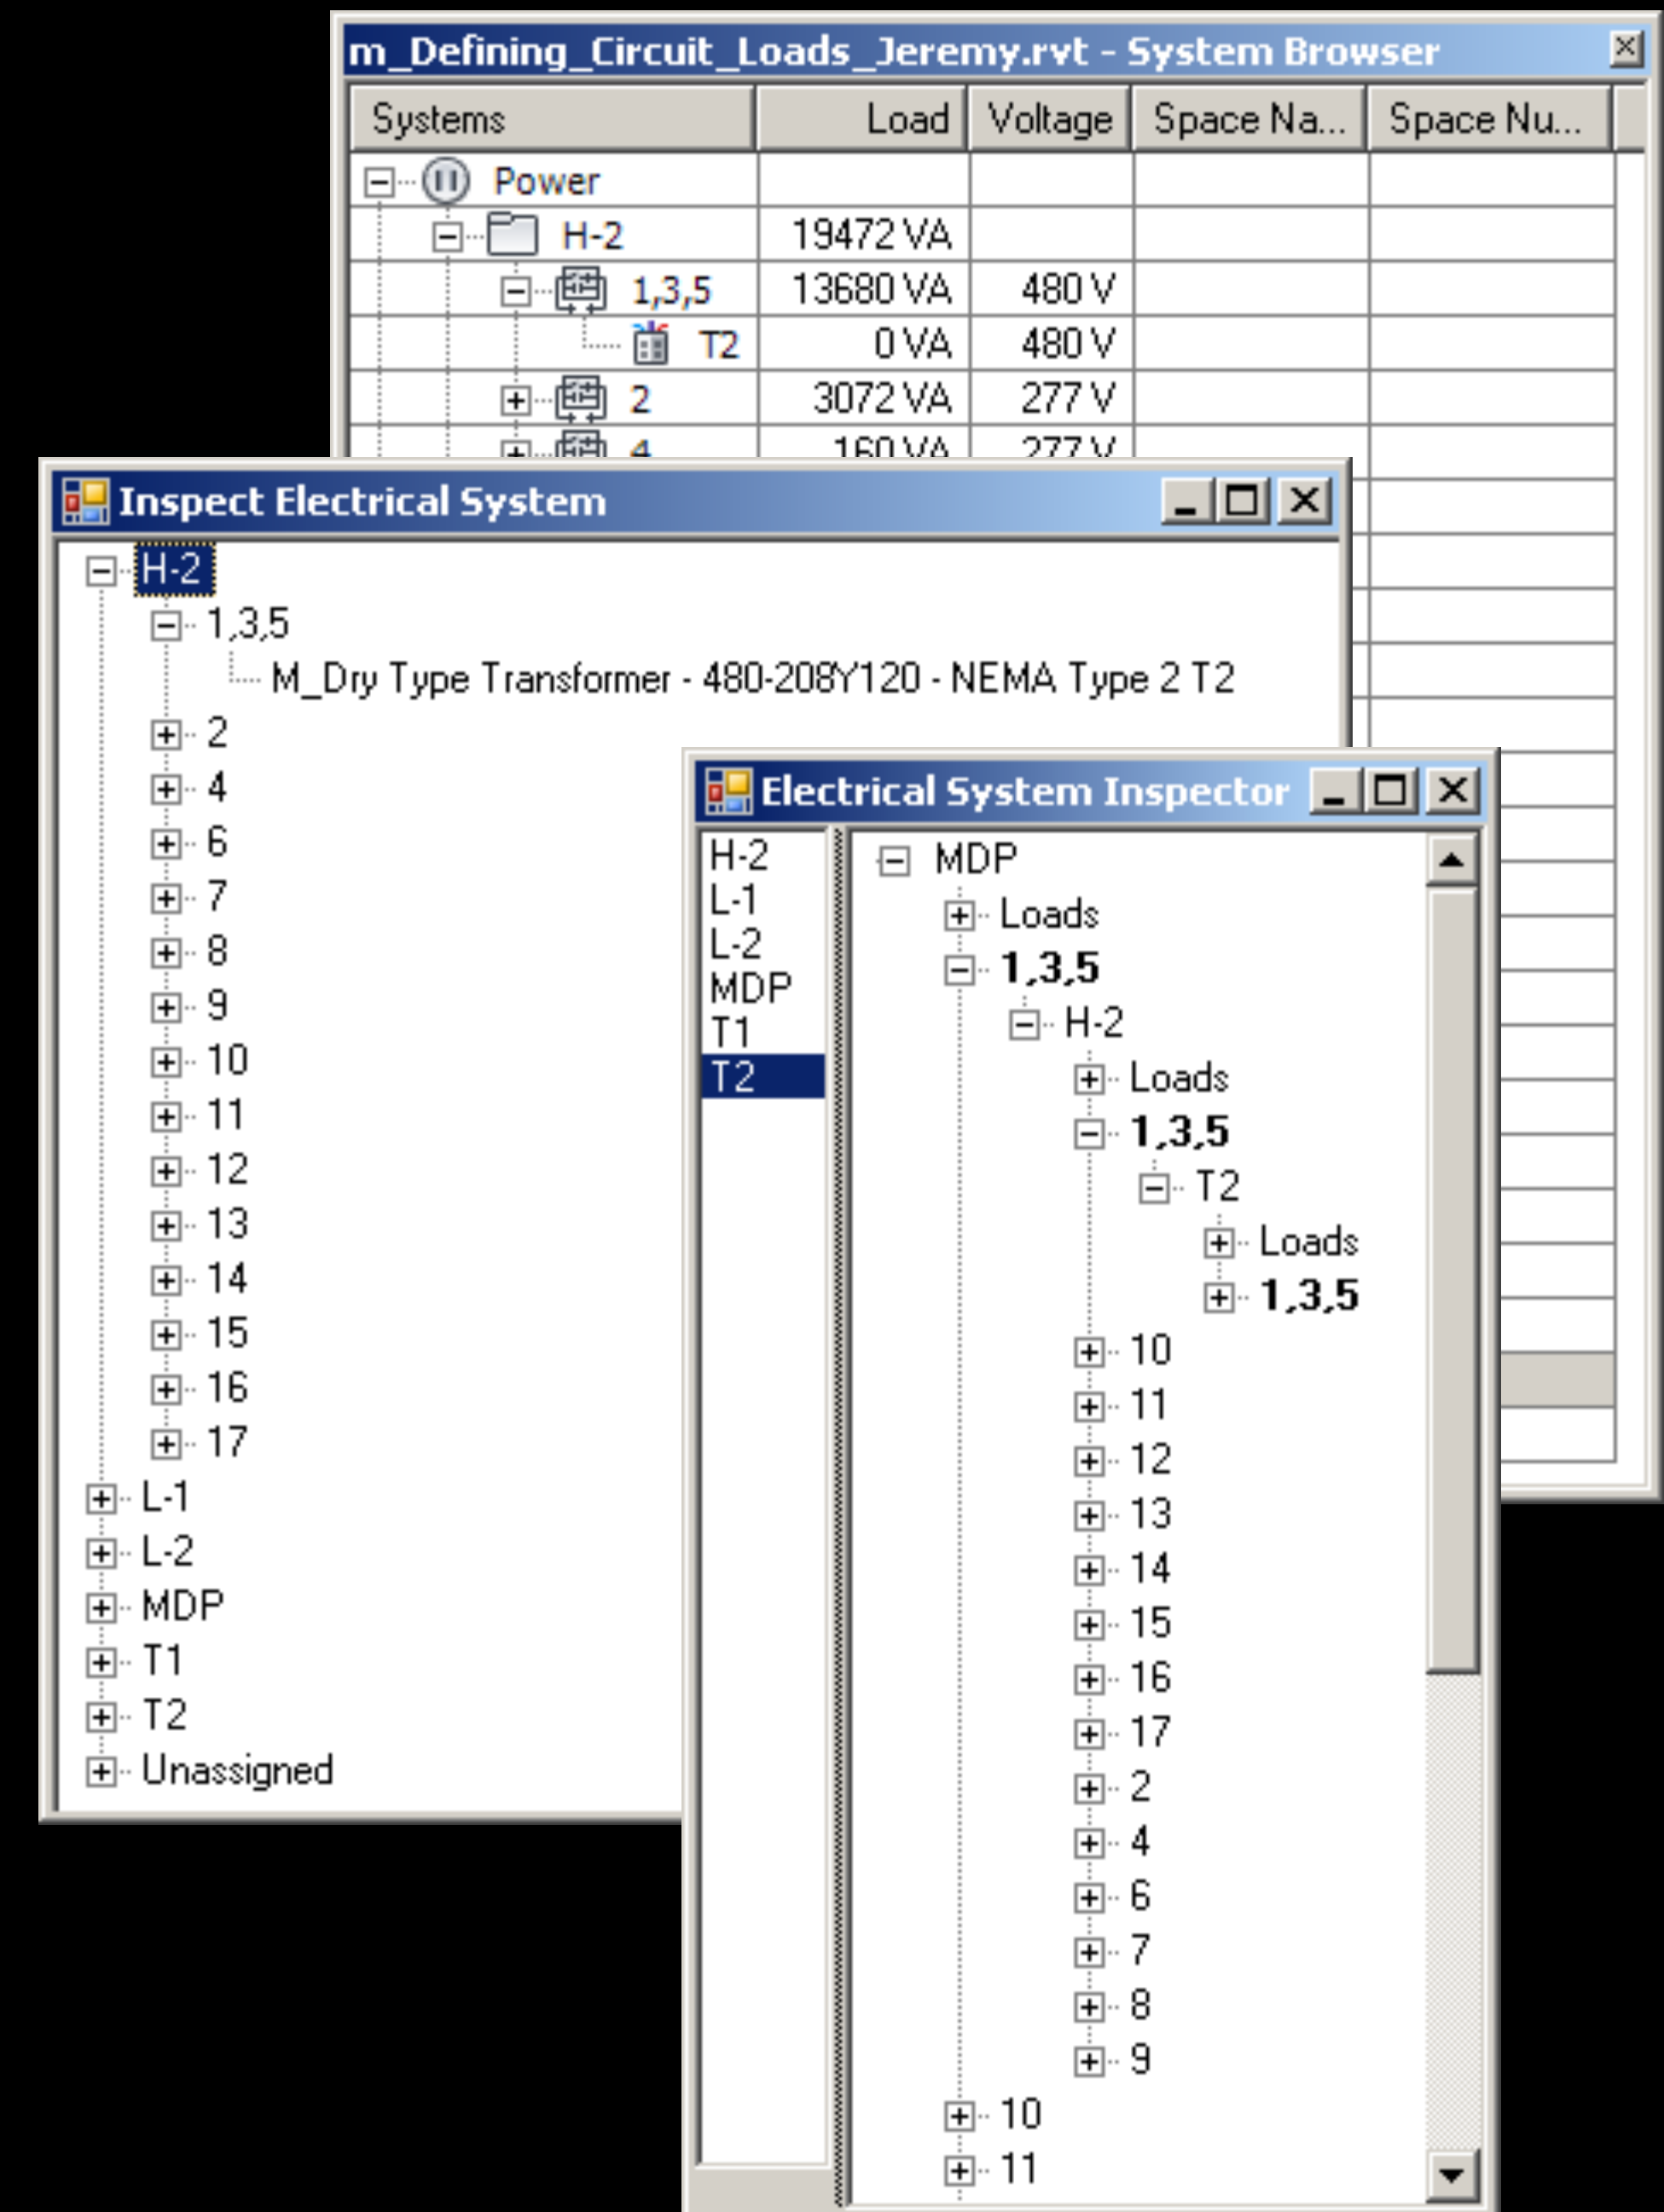 m_Defining_Circuit_Loads_Jeremy.rvt - System Browser
Systems Load Voltage Space Na... Space Nu...
Power
H-2 19472 VA
1,3,5 13680 VA 480 V
T2 0 VA 480 V
2 3072 VA 277 V
4 160 VA 277 V
Inspect Electrical System
H-2
1,3,5
M_Dry Type Transformer - 480-208Y120 - NEMA Type 2 T2
2
4
6
7
8
9
10
11
12
13
14
15
16
17
L-1
L-2
MDP
T1
T2
Unassigned
Electrical System Inspector
H-2
L-1
L-2
MDP
T1
T2
MDP
Loads
1,3,5
H-2
Loads
1,3,5
T2
Loads
1,3,5
10
11
12
13
14
15
16
17
2
4
6
7
8
9
10
11